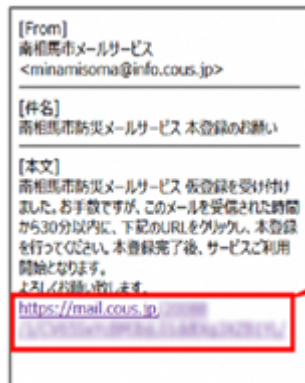 [From]
南相馬市メールサービス
<minamisoma@info.cous.jp>
[件名]
南相馬市防災メールサービス 本登録のお願い
[本文]
南相馬市防災メールサービス 仮登録を受け付け
ました。お手数ですが、このメールを受信された時間
から30分以内に、下記のURLをクリックし、本登録
を行ってください。本登録完了後、サービスご利用
開始となります。
よろしくお願い致します。
https://mail.cous.jp/